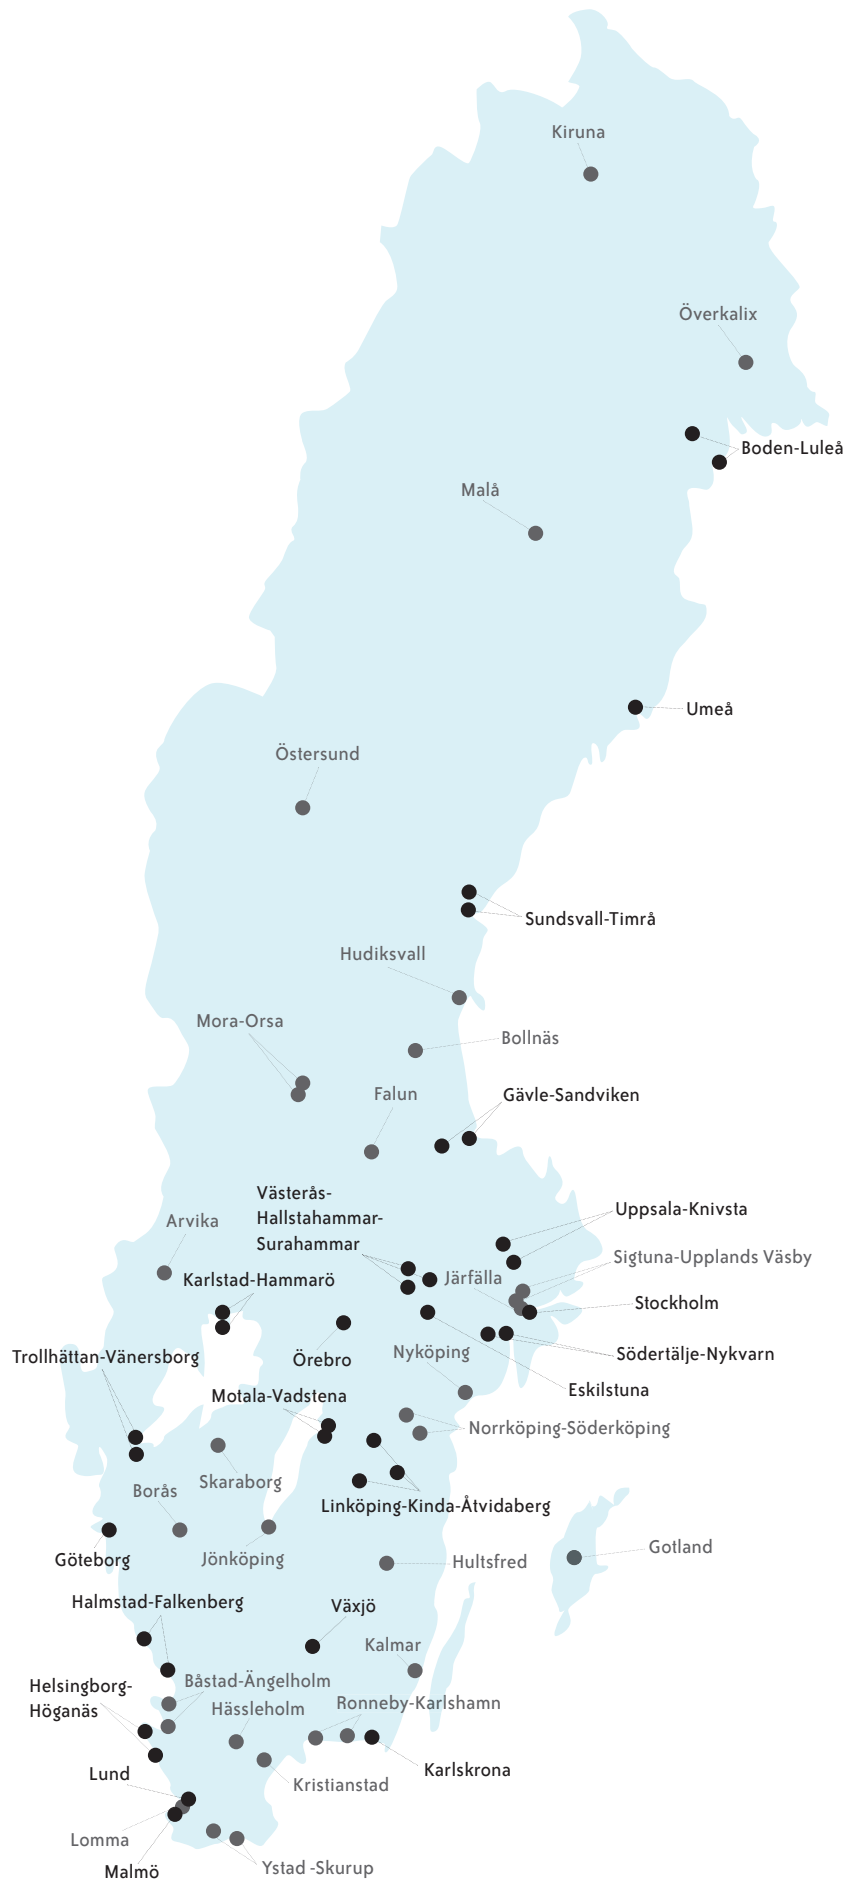 Kiruna
Överkalix
Boden-Luleå
Malå
Umeå
Östersund
Sundsvall-Timrå
Hudiksvall
Mora-Orsa
Bollnäs
Falun
Gävle-Sandviken
Västerås-
Hallstahammar-
Surahammar
Uppsala-Knivsta
Arvika
Sigtuna-Upplands Väsby
Karlstad-Hammarö
Järfälla
Stockholm
Trollhättan-Vänersborg
Örebro
Nyköping
Södertälje-Nykvarn
Eskilstuna
Motala-Vadstena
Norrköping-Söderköping
Skaraborg
Borås
Linköping-Kinda-Åtvidaberg
Göteborg
Jönköping
Hultsfred
Gotland
Halmstad-Falkenberg
Växjö
Kalmar
Helsingborg-
Höganäs
Båstad-Ängelholm
Hässleholm
Ronneby-Karlshamn
Lund
Karlskrona
Kristianstad
Lomma
Malmö
Ystad -Skurup